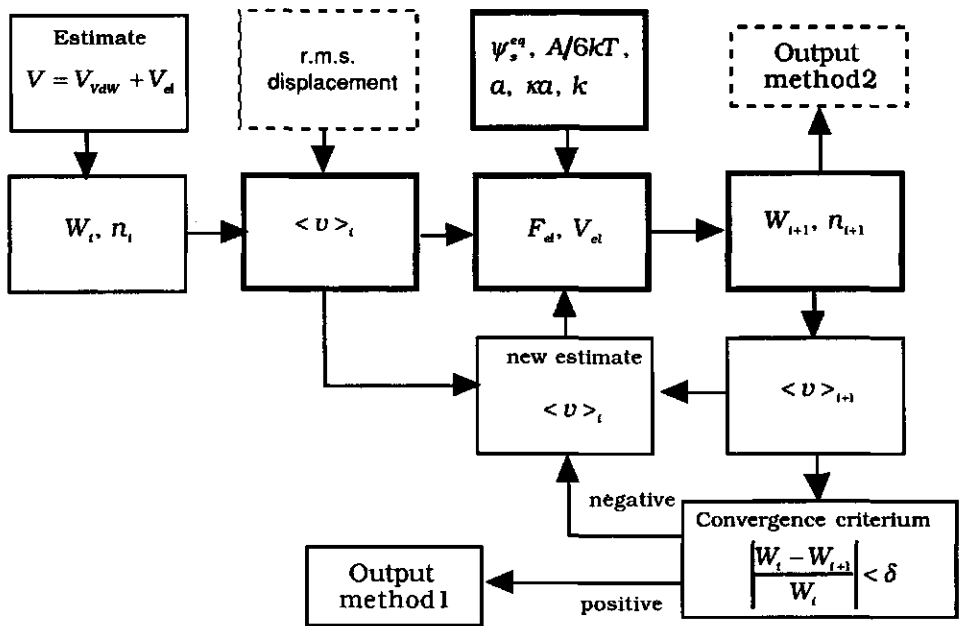 Estimate
V = V_VdW + V_el
r.m.s.
displacement
ψ_s^eq, A/6kT,
a, κa, k
Output
method2
W_i, n_i
< υ >_i
F_el, V_el
W_i+1, n_i+1
new estimate
< υ >_i
< υ >_i+1
negative
Convergence criterium
|W_i − W_i+1 / W_i| < δ
positive
Output
method1